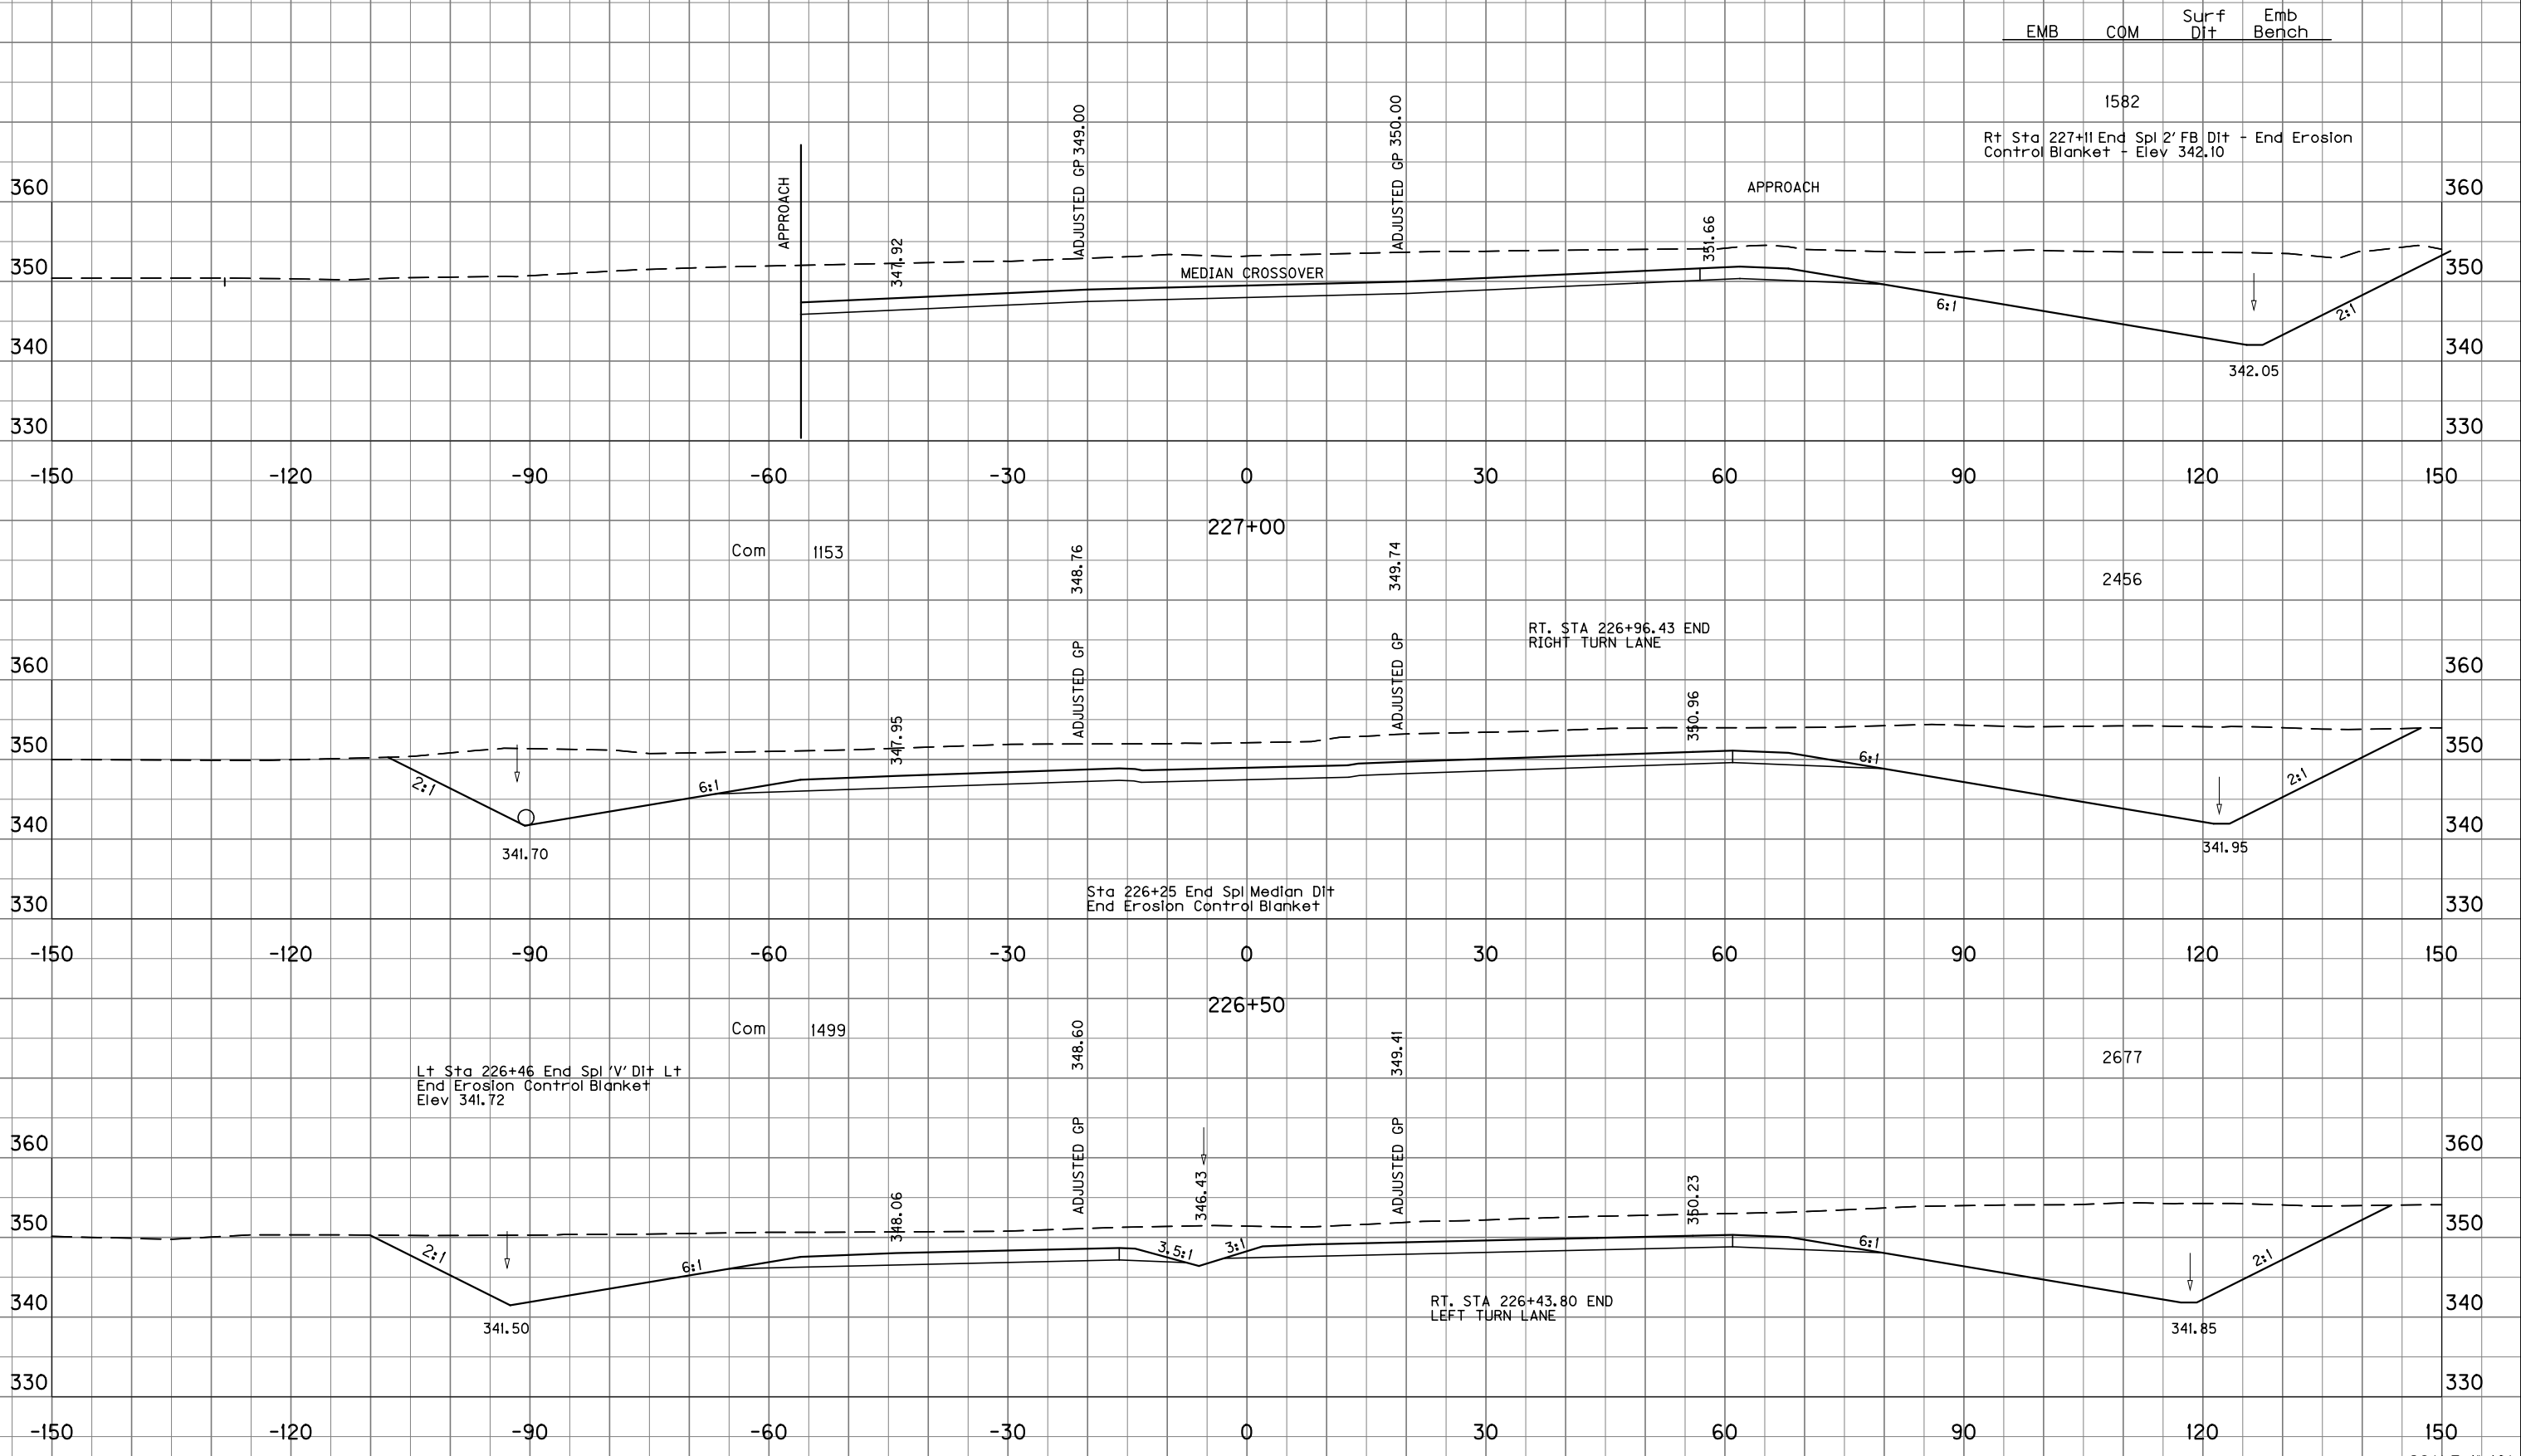 Surf Emb
EMB COM Dit Bench
1582
Rt Sta 227+11 End Spl 2' FB Dit - End Erosion
Control Blanket - Elev 342.10
APPROACH
347.92
ADJUSTED GP 349.00
ADJUSTED GP 350.00
351.66
APPROACH
MEDIAN CROSSOVER
6:1
2:1
342.05
360 360
350 350
340 340
330 330
-150 -120 -90 -60 -30 0 30 60 90 120 150
227+00
Com 1153
348.76
349.74
2456
RT. STA 226+96.43 END
RIGHT TURN LANE
ADJUSTED GP
ADJUSTED GP
347.95
350.96
2:1
6:1
6:1
2:1
341.70
341.95
360 360
350 350
340 340
330 330
Sta 226+25 End Spl Median Dit
End Erosion Control Blanket
-150 -120 -90 -60 -30 0 30 60 90 120 150
226+50
Com 1499
348.60
349.41
2677
Lt Sta 226+46 End Spl 'V' Dit Lt
End Erosion Control Blanket
Elev 341.72
ADJUSTED GP
ADJUSTED GP
348.06
346.43
350.23
2:1
6:1
3.5:1
3:1
6:1
2:1
RT. STA 226+43.80 END
LEFT TURN LANE
341.50
341.85
360 360
350 350
340 340
330 330
-150 -120 -90 -60 -30 0 30 60 90 120 150